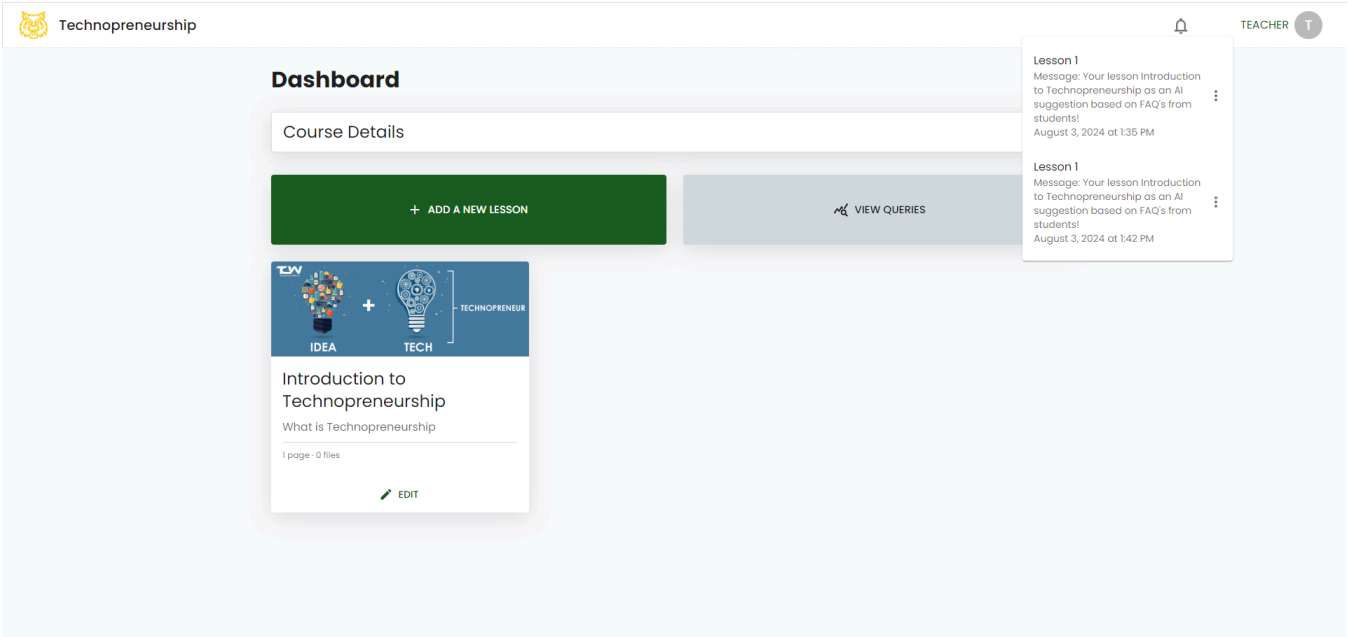 Technopreneurship
TEACHER
T
Lesson 1
Message: Your lesson Introduction
to Technopreneurship as an AI
suggestion based on FAQ's from
students!
August 3, 2024 at 1:35 PM
Lesson 1
Message: Your lesson Introduction
to Technopreneurship as an AI
suggestion based on FAQ's from
students!
August 3, 2024 at 1:42 PM
Dashboard
Course Details
+ ADD A NEW LESSON
VIEW QUERIES
TW
+
TECHNOPRENEUR
IDEA
TECH
Introduction to
Technopreneurship
What is Technopreneurship
1 page · 0 files
EDIT